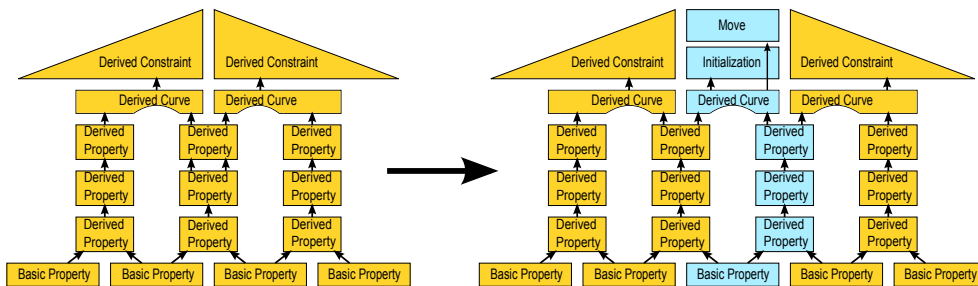 Move
Derived Constraint Derived Constraint Derived Constraint Initialization Derived Constraint
Derived Curve Derived Curve Derived Curve Derived Curve Derived Curve
Derived Derived Derived Derived Derived Derived Derived
Property Property Property Property Property Property Property
Derived Derived Derived Derived Derived Derived Derived
Property Property Property Property Property Property Property
Derived Derived Derived Derived Derived Derived Derived
Property Property Property Property Property Property Property
Basic Property Basic Property Basic Property Basic Property Basic Property Basic Property Basic Property Basic Property Basic Property